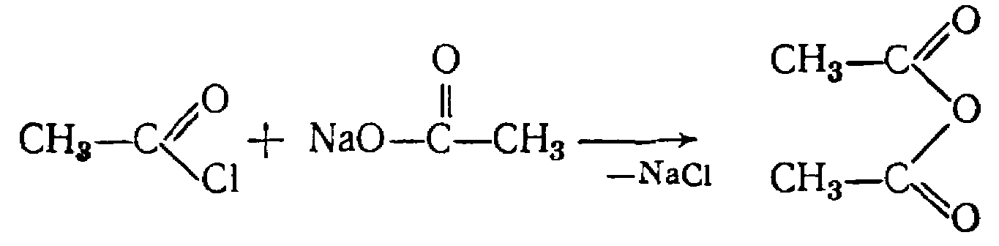 CH₃—C(=O)Cl + NaO—C(=O)—CH₃ → CH₃—C(=O)—O—C(=O)—CH₃
—NaCl